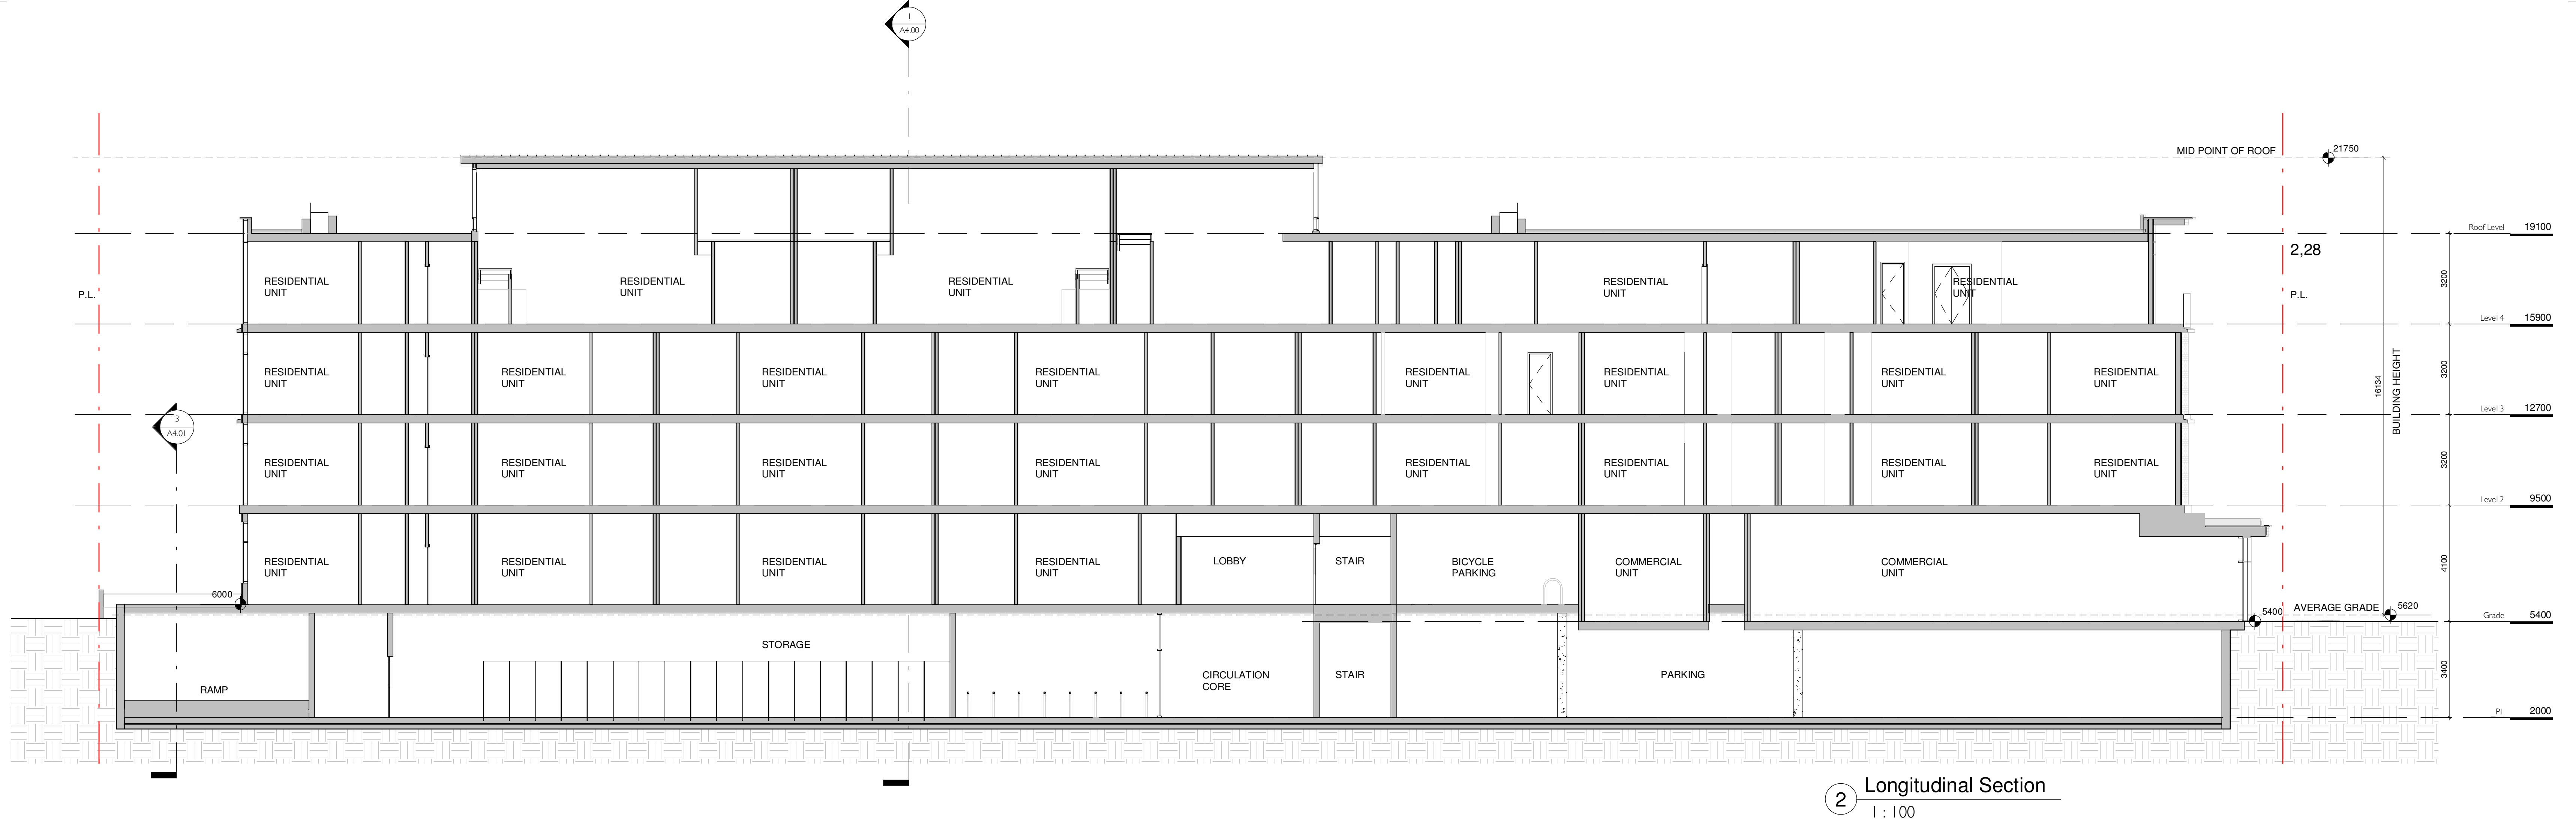 1
A4.00
MID POINT OF ROOF
21750
Roof Level 19100
2,28
3200
RESIDENTIAL
UNIT
RESIDENTIAL
UNIT
RESIDENTIAL
UNIT
RESIDENTIAL
UNIT
RESIDENTIAL
UNIT
P.L.
P.L.
Level 4 15900
3200
RESIDENTIAL
UNIT
RESIDENTIAL
UNIT
RESIDENTIAL
UNIT
RESIDENTIAL
UNIT
RESIDENTIAL
UNIT
RESIDENTIAL
UNIT
RESIDENTIAL
UNIT
RESIDENTIAL
UNIT
16134
BUILDING HEIGHT
Level 3 12700
3
A4.01
3200
RESIDENTIAL
UNIT
RESIDENTIAL
UNIT
RESIDENTIAL
UNIT
RESIDENTIAL
UNIT
RESIDENTIAL
UNIT
RESIDENTIAL
UNIT
RESIDENTIAL
UNIT
RESIDENTIAL
UNIT
Level 2 9500
4100
RESIDENTIAL
UNIT
RESIDENTIAL
UNIT
RESIDENTIAL
UNIT
RESIDENTIAL
UNIT
LOBBY
STAIR
BICYCLE
PARKING
COMMERCIAL
UNIT
COMMERCIAL
UNIT
6000
5400
AVERAGE GRADE
5620
Grade 5400
3400
STORAGE
RAMP
CIRCULATION
CORE
STAIR
PARKING
_P1 2000
2
Longitudinal Section
1 : 100